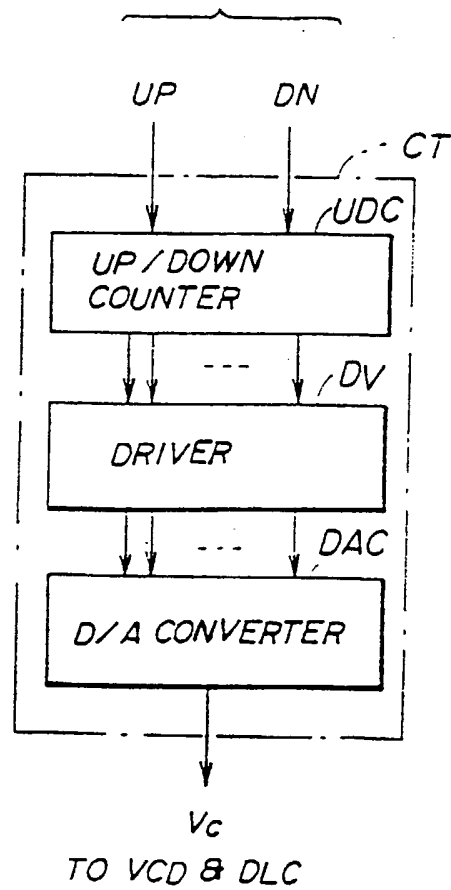 UP DN
CT
UDC
UP/DOWN
COUNTER
---
DV
DRIVER
---
DAC
D/A CONVERTER
Vc
TO VCD & DLC